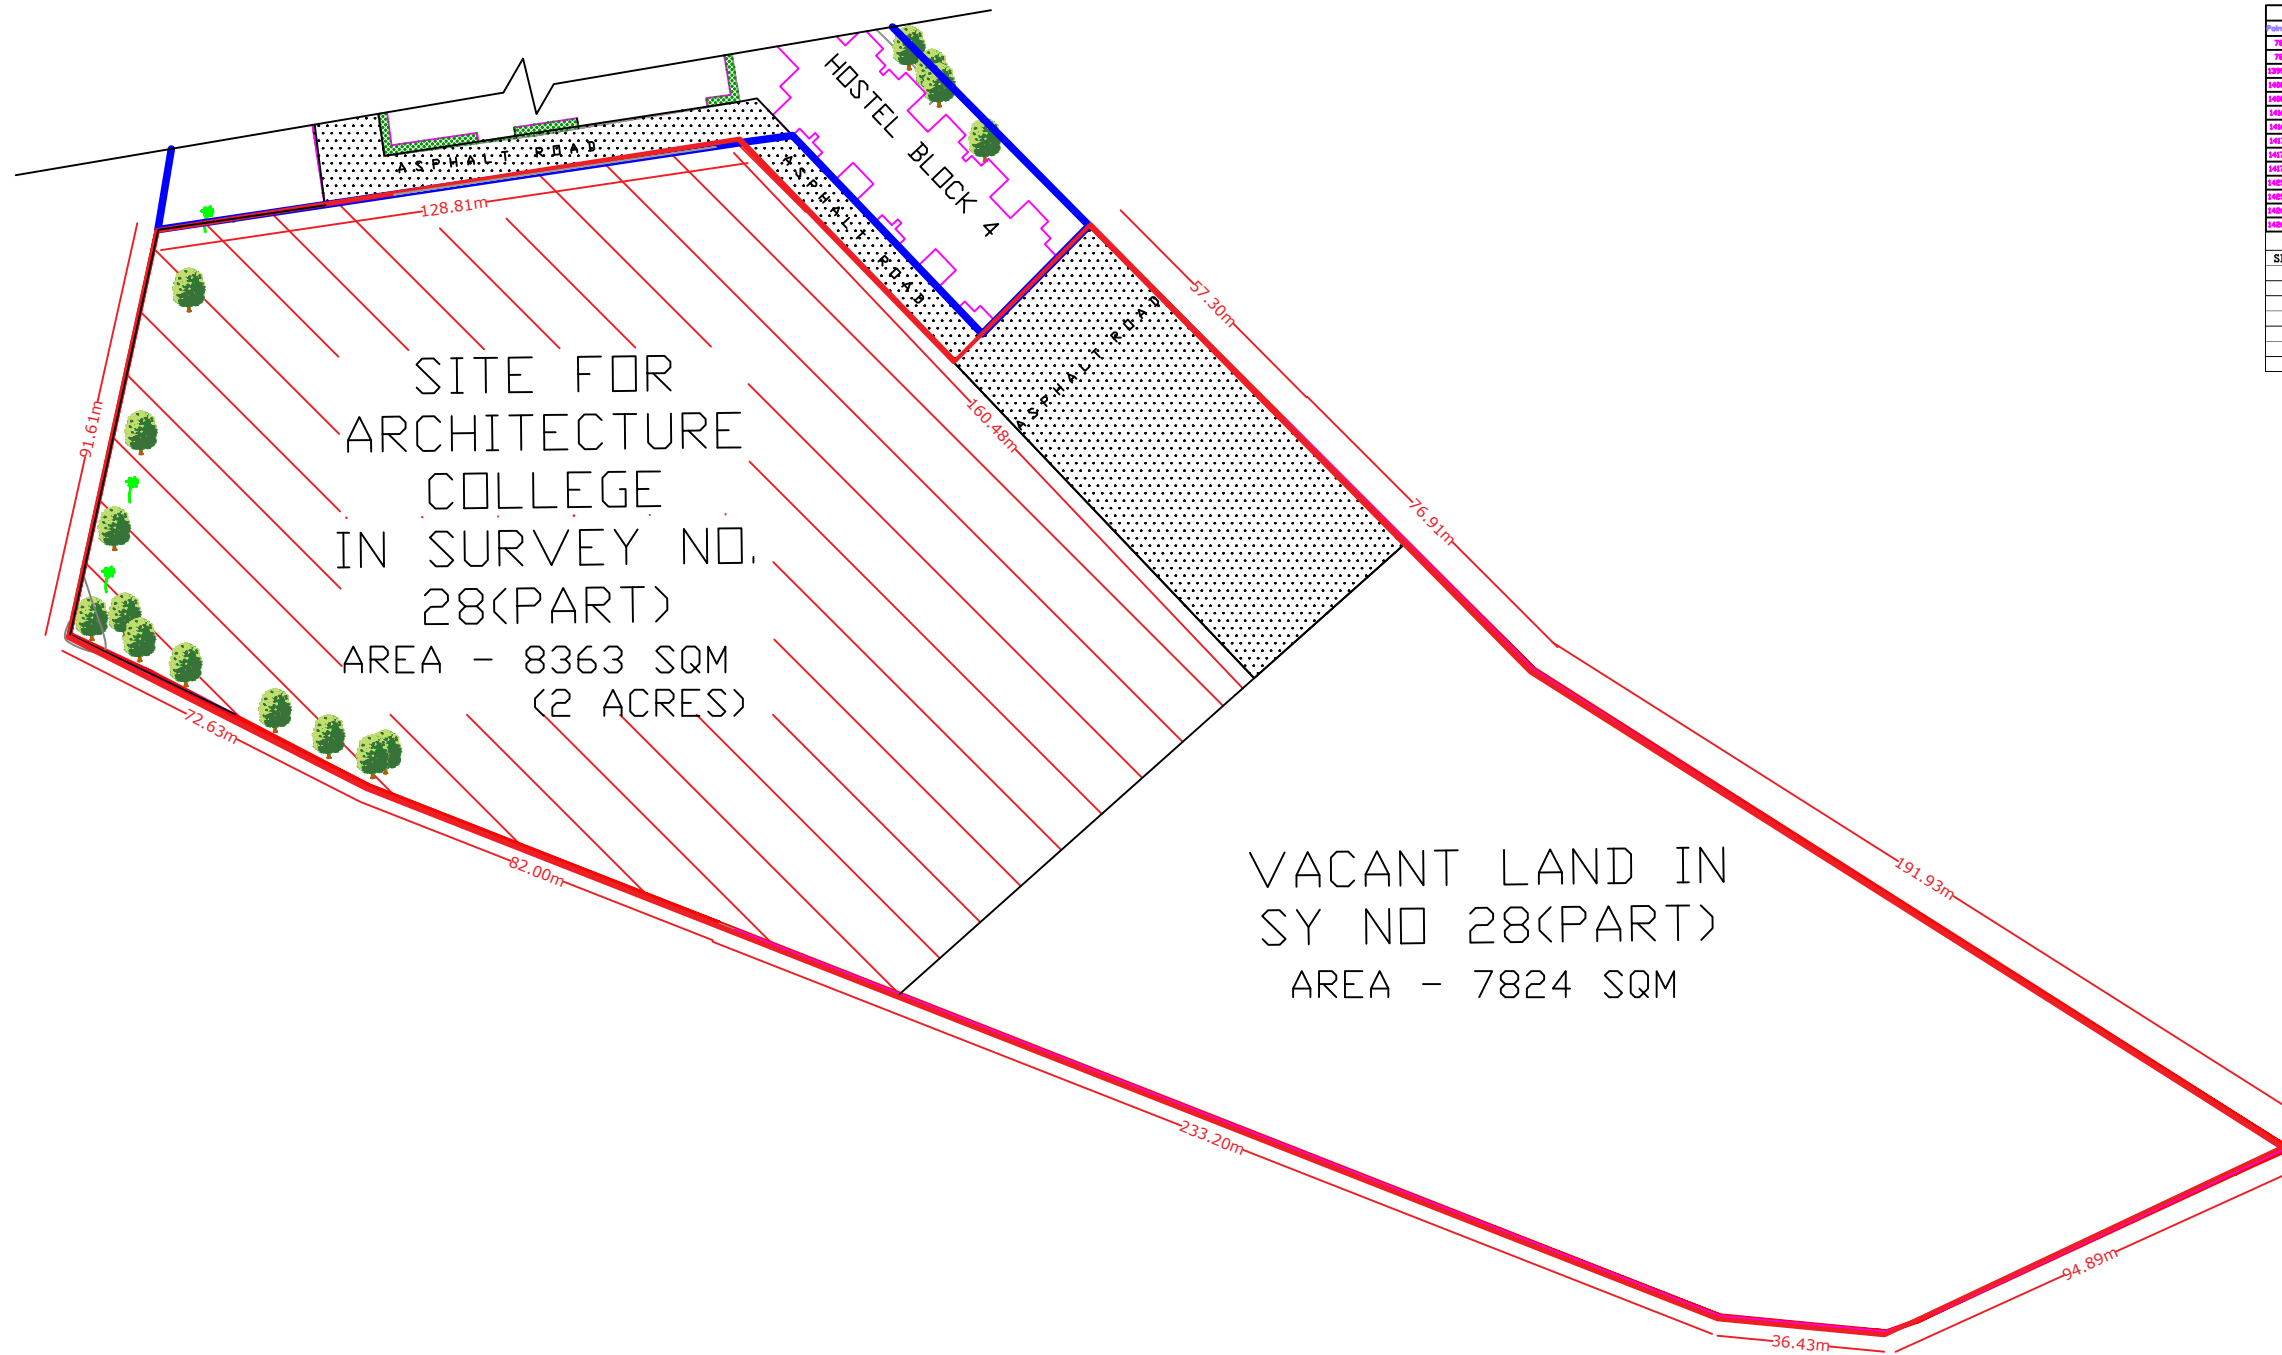 HOSTEL BLOCK 4
ASPHALT ROAD
ASPHALT ROAD
ASPHALT ROAD
128.81m
57.30m
91.61m
160.48m
76.91m
SITE FOR
ARCHITECTURE
COLLEGE
IN SURVEY NO.
28(PART)
AREA - 8363 SQM
(2 ACRES)
72.63m
82.00m
VACANT LAND IN
SY NO 28(PART)
AREA - 7824 SQM
191.93m
233.20m
94.89m
36.43m